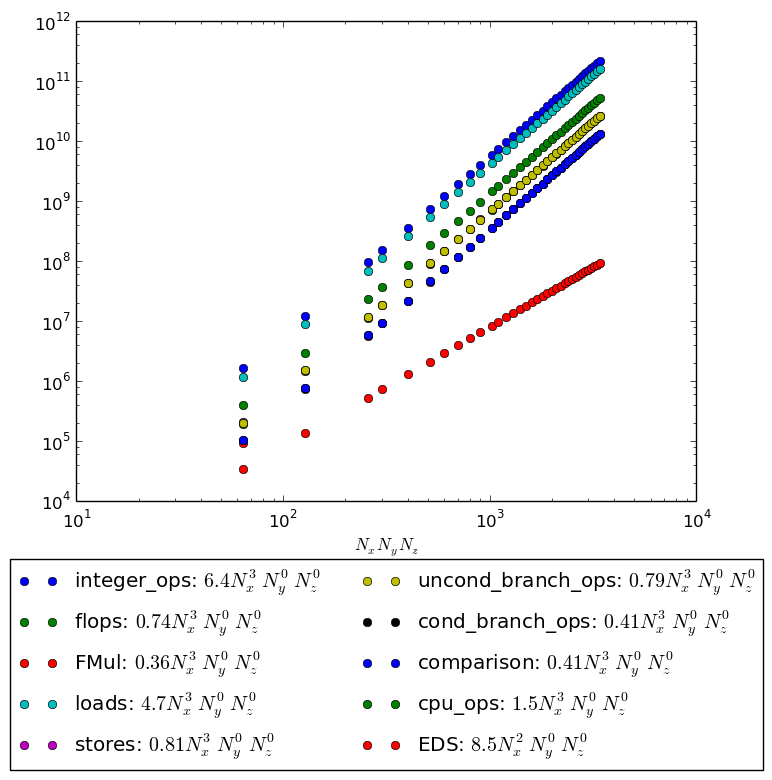 10^12
10^11
10^10
10^9
10^8
10^7
10^6
10^5
10^4
10^1 10^2 10^3 10^4
N_x N_y N_z
integer_ops: 6.4N_x^3 N_y^0 N_z^0
flops: 0.74N_x^3 N_y^0 N_z^0
FMul: 0.36N_x^3 N_y^0 N_z^0
loads: 4.7N_x^3 N_y^0 N_z^0
stores: 0.81N_x^3 N_y^0 N_z^0
uncond_branch_ops: 0.79N_x^3 N_y^0 N_z^0
cond_branch_ops: 0.41N_x^3 N_y^0 N_z^0
comparison: 0.41N_x^3 N_y^0 N_z^0
cpu_ops: 1.5N_x^3 N_y^0 N_z^0
EDS: 8.5N_x^2 N_y^0 N_z^0